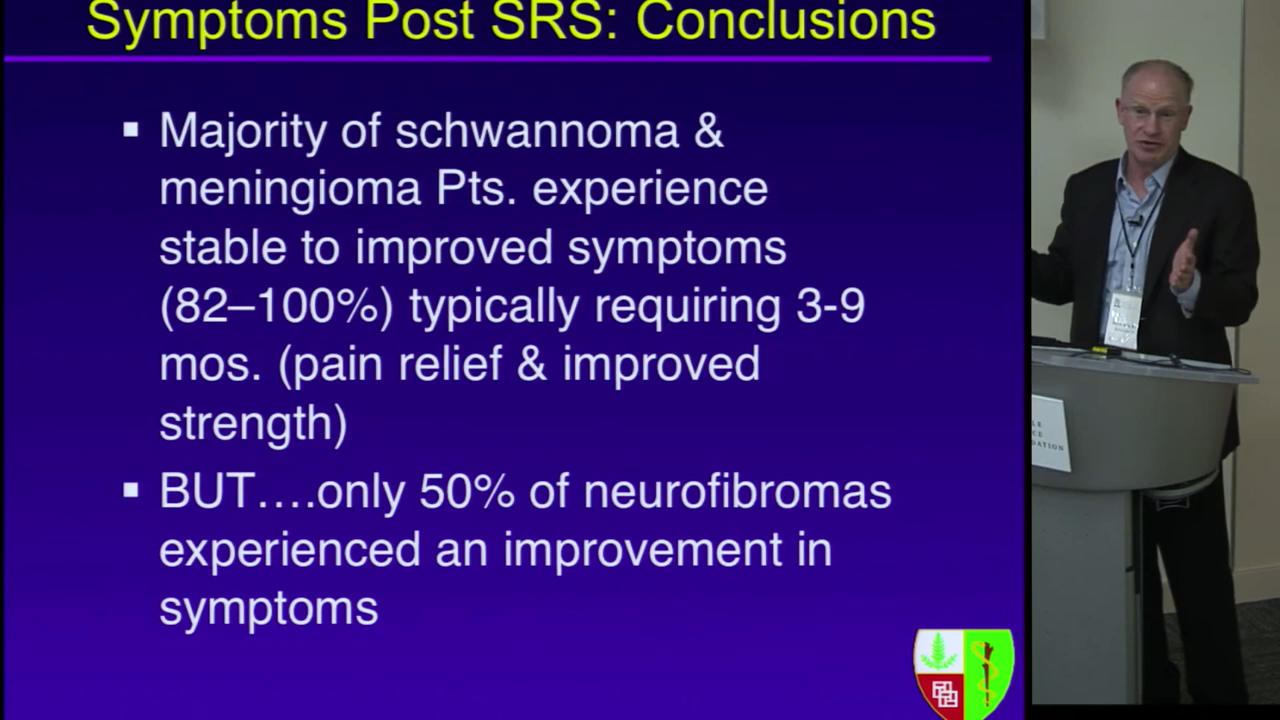 Symptoms Post SRS: Conclusions
▪ Majority of schwannoma &
meningioma Pts. experience
stable to improved symptoms
(82–100%) typically requiring 3-9
mos. (pain relief & improved
strength)
▪ BUT….only 50% of neurofibromas
experienced an improvement in
symptoms